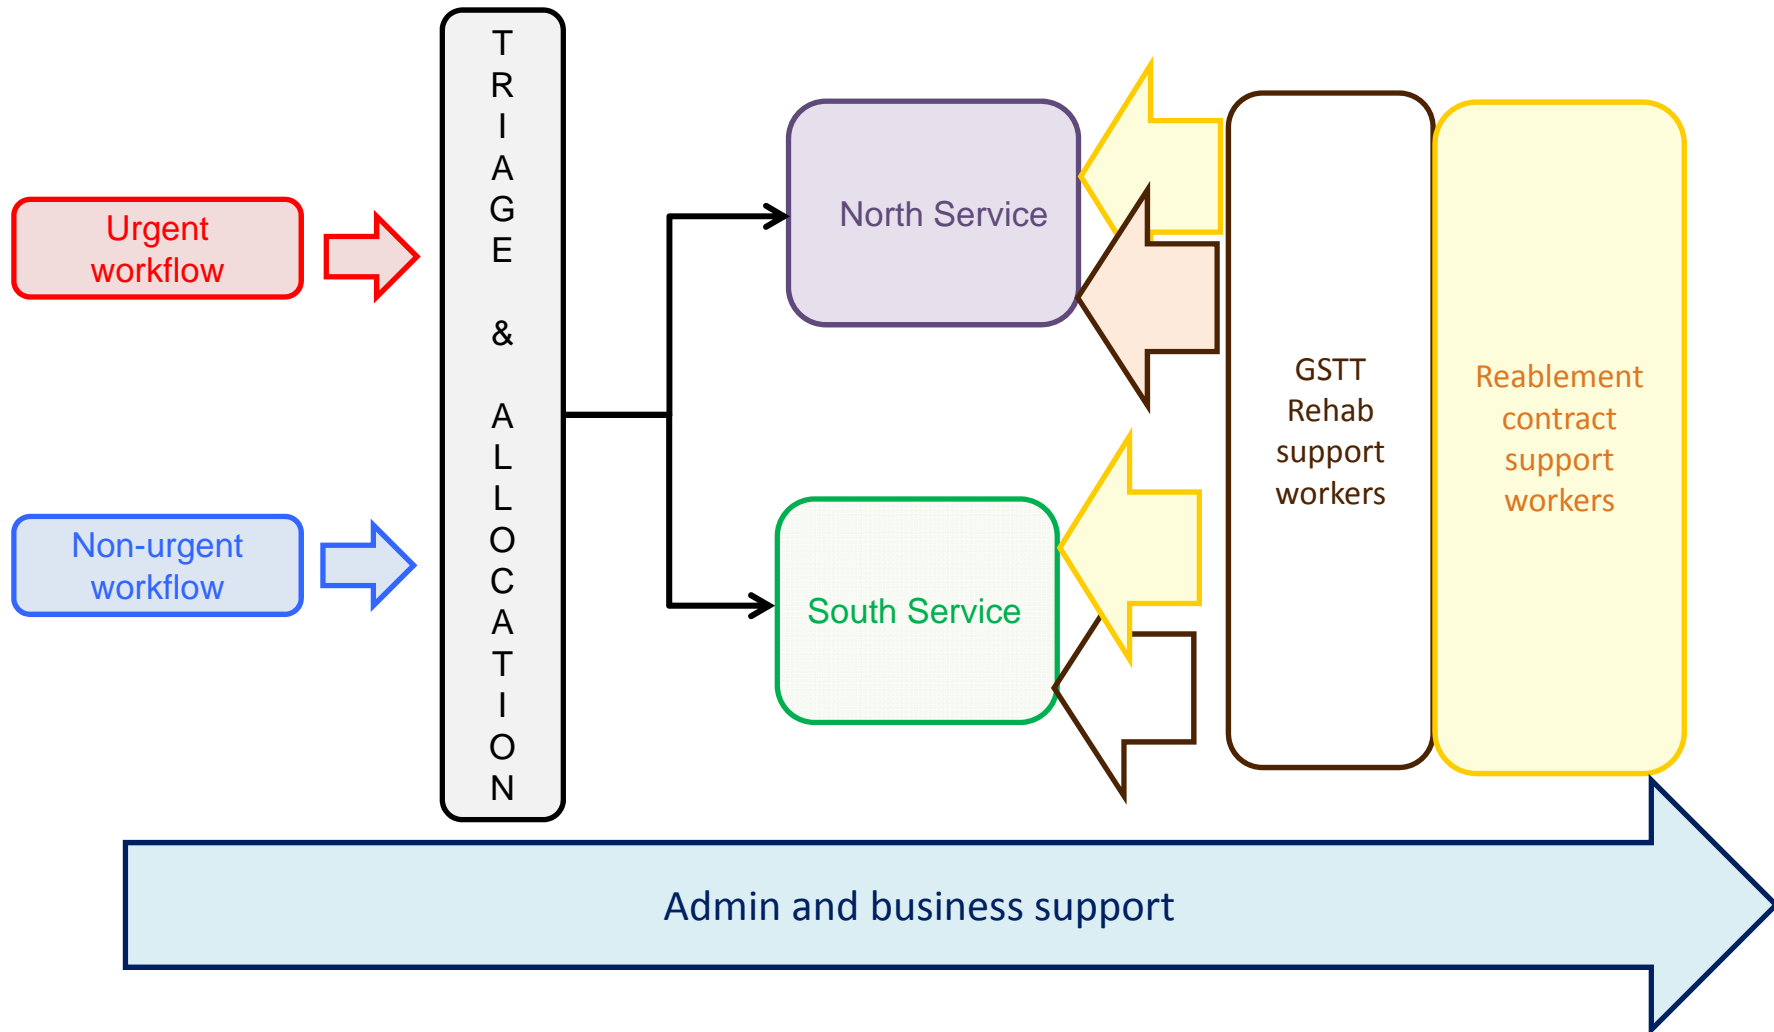 Urgent
workflow
Non-urgent
workflow
T
R
I
A
G
E
&
A
L
L
O
C
A
T
I
O
N
North Service
South Service
GSTT
Rehab
support
workers
Reablement
contract
support
workers
Admin and business support